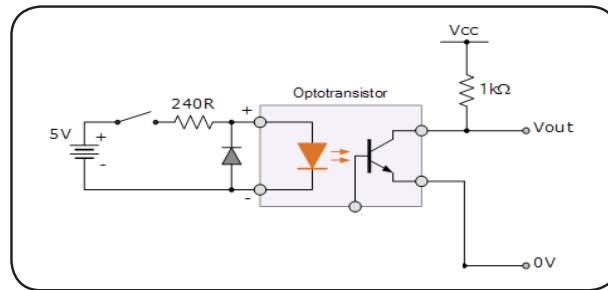 Vcc
Optotransistor
1kΩ
240R
+
5V
+
-
Vout
-
0V